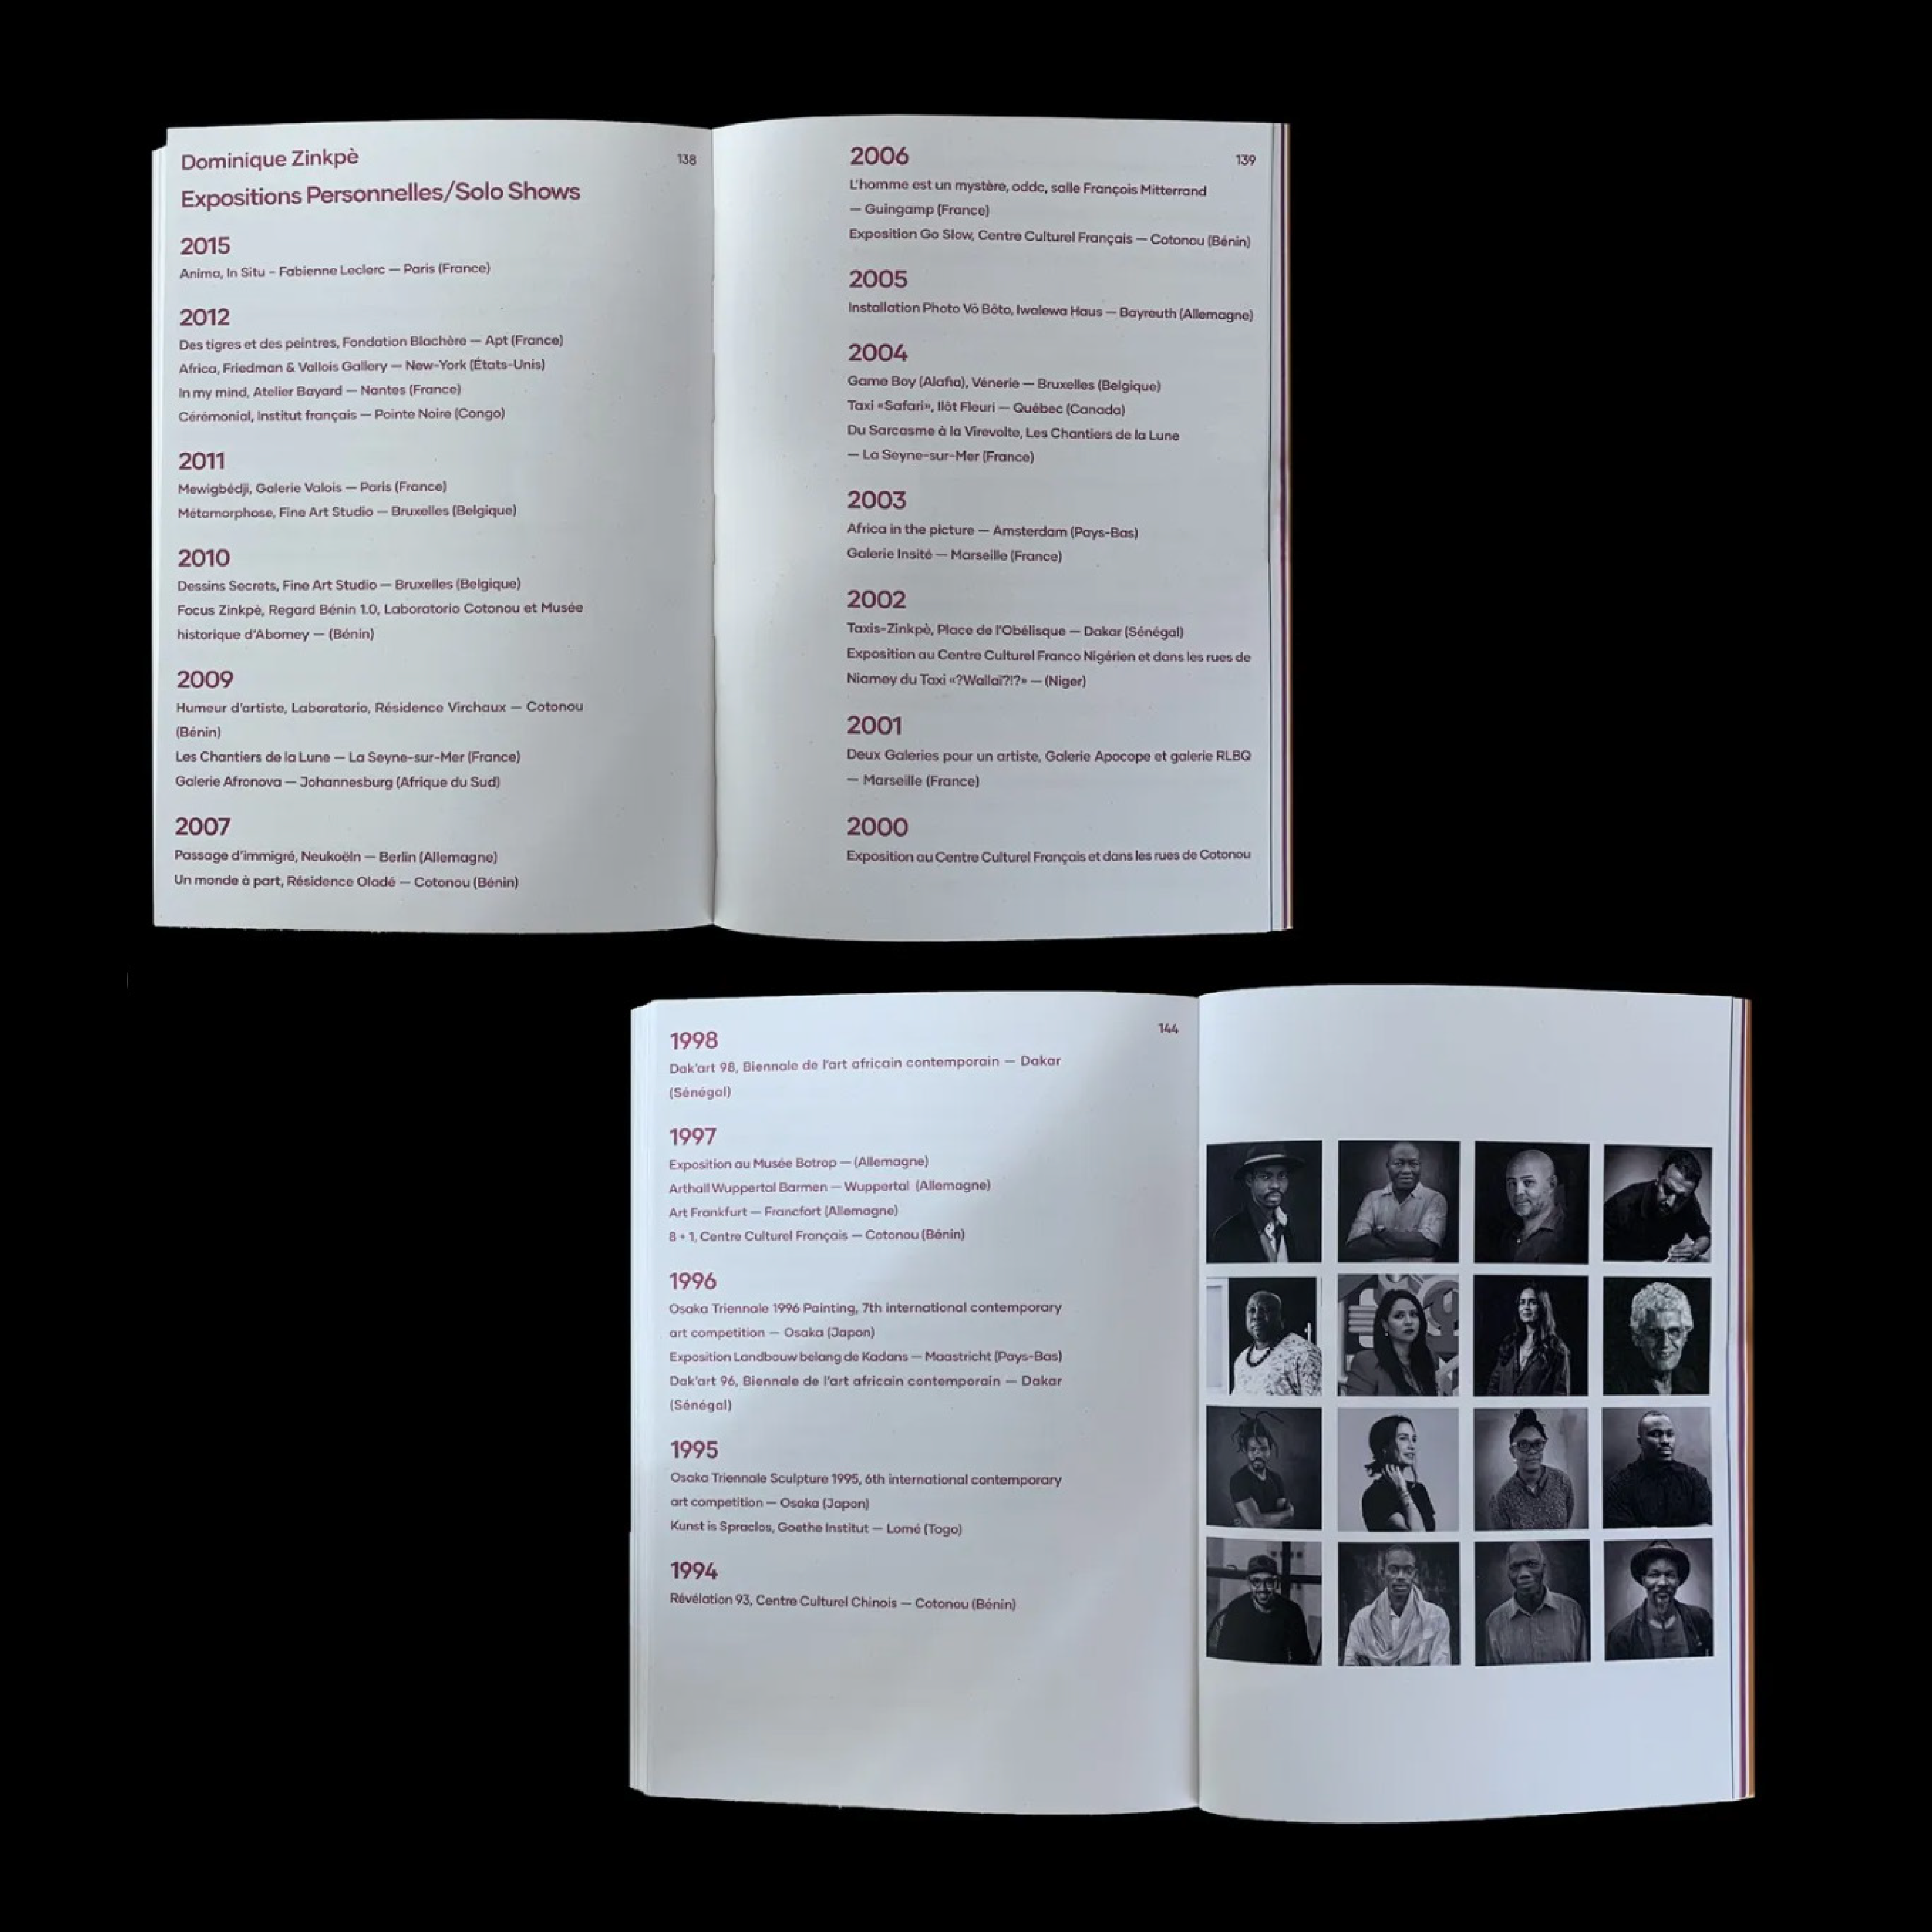 Dominique Zinkpè
138
Expositions Personnelles/Solo Shows
2015
Anima, In Situ - Fabienne Leclerc — Paris (France)
2012
Des tigres et des peintres, Fondation Blachère — Apt (France)
Africa, Friedman & Vallois Gallery — New-York (États-Unis)
In my mind, Atelier Bayard — Nantes (France)
Cérémonial, Institut français — Pointe Noire (Congo)
2011
Mewigbédji, Galerie Valois — Paris (France)
Métamorphose, Fine Art Studio — Bruxelles (Belgique)
2010
Dessins Secrets, Fine Art Studio — Bruxelles (Belgique)
Focus Zinkpè, Regard Bénin 1.0, Laboratorio Cotonou et Musée
historique d'Abomey — (Bénin)
2009
Humeur d'artiste, Laboratorio, Résidence Virchaux — Cotonou
(Bénin)
Les Chantiers de la Lune — La Seyne-sur-Mer (France)
Galerie Afronova — Johannesburg (Afrique du Sud)
2007
Passage d'immigré, Neukoëln — Berlin (Allemagne)
Un monde à part, Résidence Oladé — Cotonou (Bénin)
2006
139
L'homme est un mystère, oddc, salle François Mitterrand
— Guingamp (France)
Exposition Go Slow, Centre Culturel Français — Cotonou (Bénin)
2005
Installation Photo Vô Bôto, Iwalewa Haus — Bayreuth (Allemagne)
2004
Game Boy (Alafia), Vénerie — Bruxelles (Belgique)
Taxi «Safari», Ilôt Fleuri — Québec (Canada)
Du Sarcasme à la Virevolte, Les Chantiers de la Lune
— La Seyne-sur-Mer (France)
2003
Africa in the picture — Amsterdam (Pays-Bas)
Galerie Insité — Marseille (France)
2002
Taxis-Zinkpè, Place de l'Obélisque — Dakar (Sénégal)
Exposition au Centre Culturel Franco Nigérien et dans les rues de
Niamey du Taxi «?Wallaï?!?» — (Niger)
2001
Deux Galeries pour un artiste, Galerie Apocope et galerie RLBQ
— Marseille (France)
2000
Exposition au Centre Culturel Français et dans les rues de Cotonou
144
1998
Dak'art 98, Biennale de l'art africain contemporain — Dakar
(Sénégal)
1997
Exposition au Musée Botrop — (Allemagne)
Arthall Wuppertal Barmen — Wuppertal (Allemagne)
Art Frankfurt — Francfort (Allemagne)
8 + 1, Centre Culturel Français — Cotonou (Bénin)
1996
Osaka Triennale 1996 Painting, 7th international contemporary
art competition — Osaka (Japon)
Exposition Landbouw belang de Kadans — Maastricht (Pays-Bas)
Dak'art 96, Biennale de l'art africain contemporain — Dakar
(Sénégal)
1995
Osaka Triennale Sculpture 1995, 6th international contemporary
art competition — Osaka (Japon)
Kunst is Spraclos, Goethe Institut — Lomé (Togo)
1994
Révélation 93, Centre Culturel Chinois — Cotonou (Bénin)